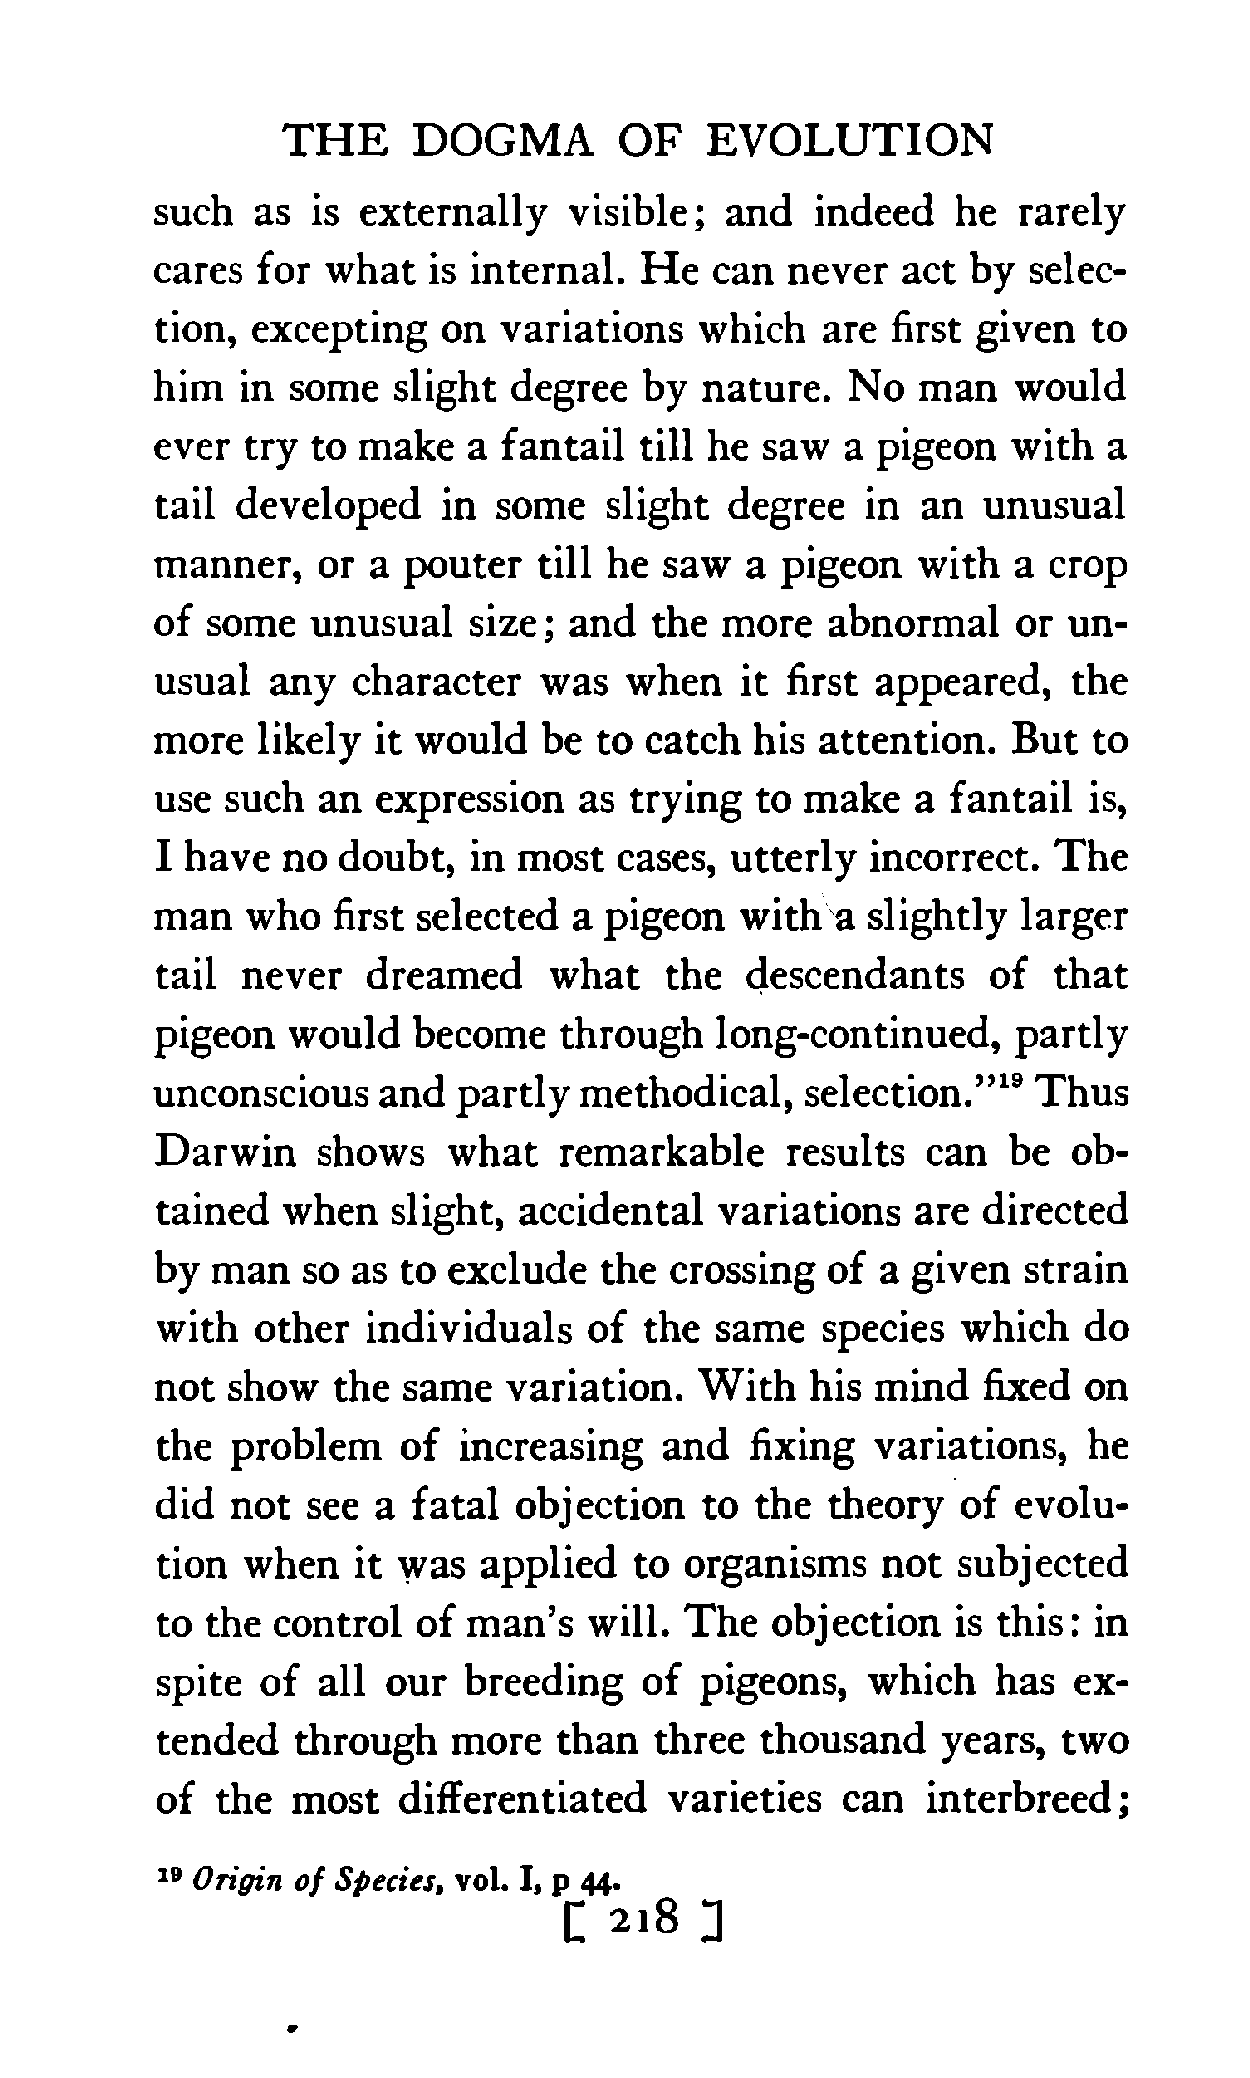 THE DOGMA OF EVOLUTION
such as is externally visible; and indeed he rarely
cares for what is internal. He can never act by selec-
tion, excepting on variations which are first given to
him in some slight degree by nature. No man would
ever try to make a fantail till he saw a pigeon with a
tail developed in some slight degree in an unusual
manner, or a pouter till he saw a pigeon with a crop
of some unusual size; and the more abnormal or un-
usual any character was when it first appeared, the
more likely it would be to catch his attention. But to
use such an expression as trying to make a fantail is,
I have no doubt, in most cases, utterly incorrect. The
man who first selected a pigeon with a slightly larger
tail never dreamed what the descendants of that
pigeon would become through long-continued, partly
unconscious and partly methodical, selection."¹⁹ Thus
Darwin shows what remarkable results can be ob-
tained when slight, accidental variations are directed
by man so as to exclude the crossing of a given strain
with other individuals of the same species which do
not show the same variation. With his mind fixed on
the problem of increasing and fixing variations, he
did not see a fatal objection to the theory of evolu-
tion when it was applied to organisms not subjected
to the control of man's will. The objection is this: in
spite of all our breeding of pigeons, which has ex-
tended through more than three thousand years, two
of the most differentiated varieties can interbreed;
¹⁹ Origin of Species, vol. I, p 44.
[ 218 ]